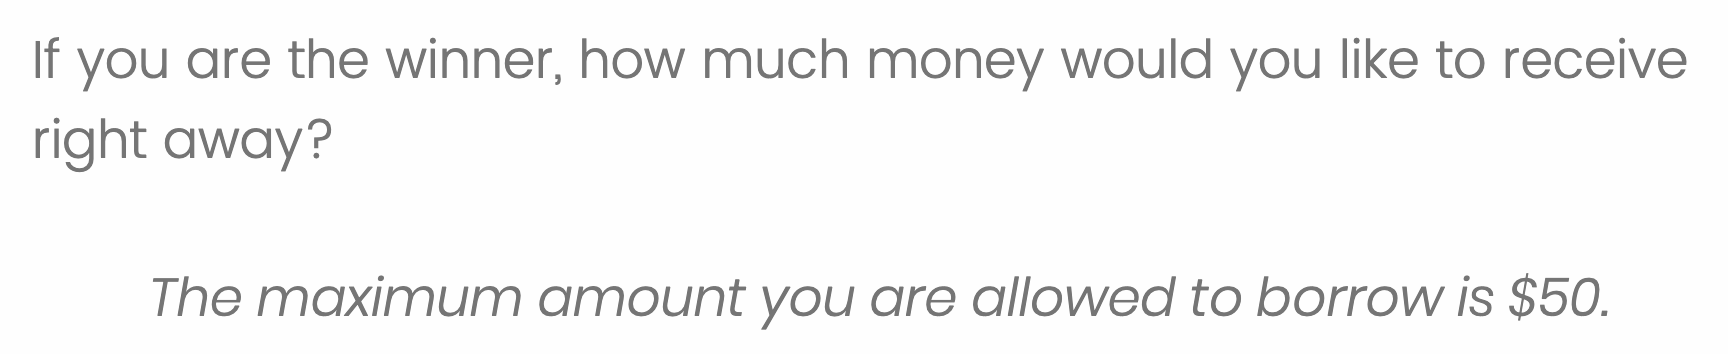 If you are the winner, how much money would you like to receive
right away?
The maximum amount you are allowed to borrow is $50.